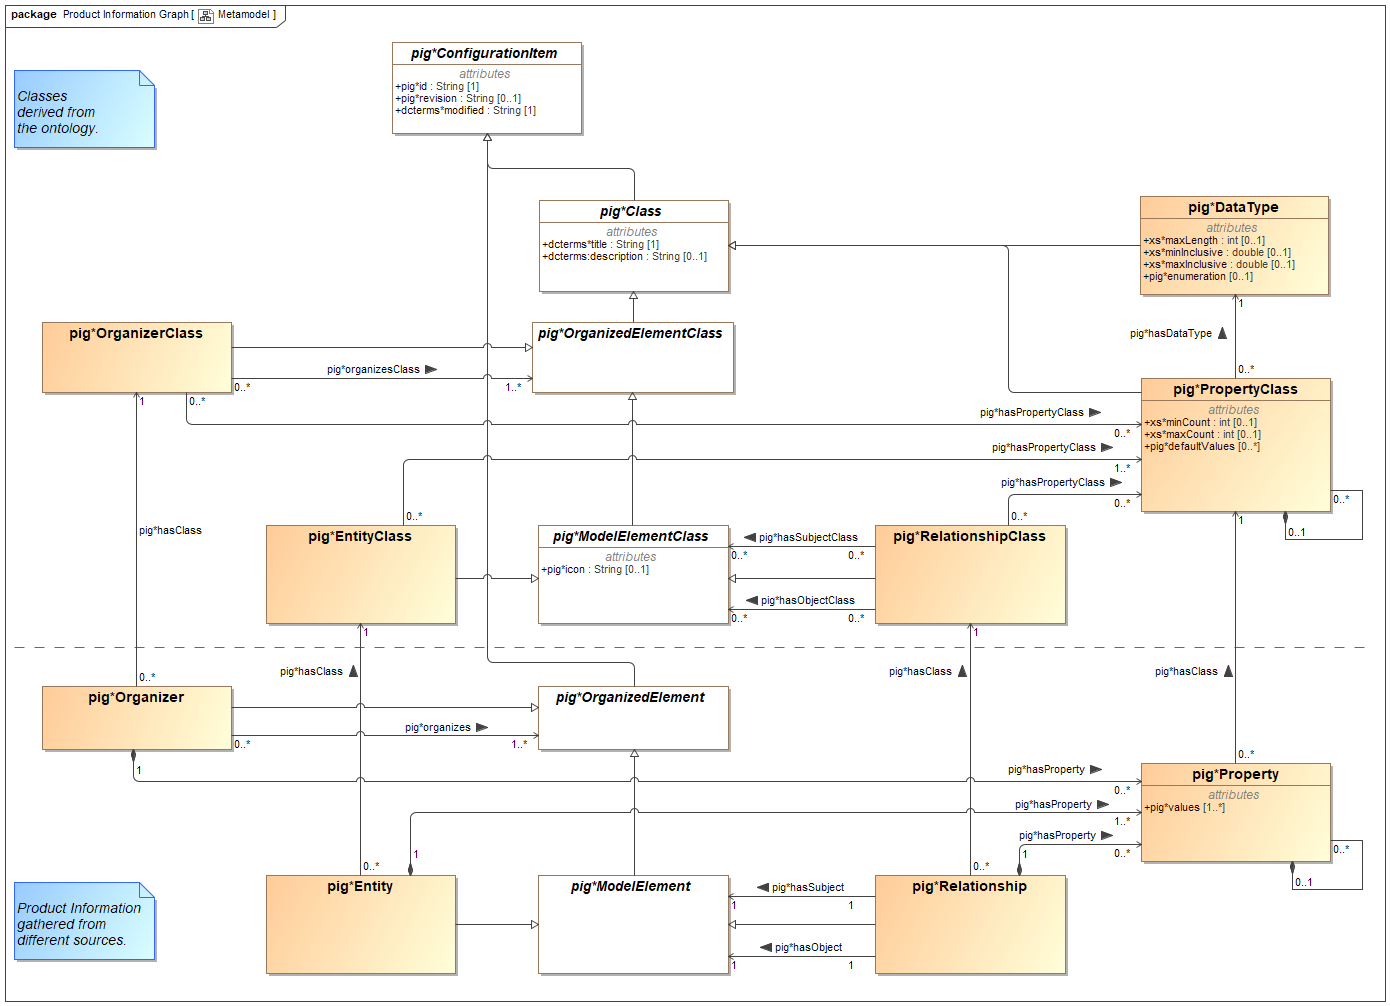 package Product Information Graph [ Metamodel ]
pig*ConfigurationItem
attributes
+pig*id : String [1]
+pig*revision : String [0..1]
+dcterms*modified : String [1]
Classes
derived from
the ontology.
pig*Class
attributes
+dcterms*title : String [1]
+dcterms:description : String [0..1]
pig*DataType
attributes
+xs*maxLength : int [0..1]
+xs*minInclusive : double [0..1]
+xs*maxInclusive : double [0..1]
+pig*enumeration [0..1]
1
pig*hasDataType
0..*
pig*OrganizerClass
pig*OrganizedElementClass
pig*organizesClass
0..*
1..*
1
0..*
pig*PropertyClass
attributes
+xs*minCount : int [0..1]
+xs*maxCount : int [0..1]
+pig*defaultValues [0..*]
pig*hasPropertyClass
0..*
pig*hasPropertyClass
1..*
pig*hasPropertyClass
0..*
0..*
0..1
1
0..*
0..*
pig*hasClass
pig*EntityClass
pig*ModelElementClass
attributes
+pig*icon : String [0..1]
pig*RelationshipClass
pig*hasSubjectClass
0..*
0..*
pig*hasObjectClass
0..*
0..*
1
1
pig*hasClass
pig*hasClass
pig*hasClass
0..*
pig*Organizer
pig*OrganizedElement
pig*organizes
0..*
1..*
1
0..*
pig*Property
attributes
+pig*values [1..*]
pig*hasProperty
0..*
pig*hasProperty
1..*
pig*hasProperty
0..*
0..*
0..1
0..*
1
0..*
1
pig*Entity
pig*ModelElement
pig*Relationship
pig*hasSubject
1
1
pig*hasObject
1
1
Product Information
gathered from
different sources.